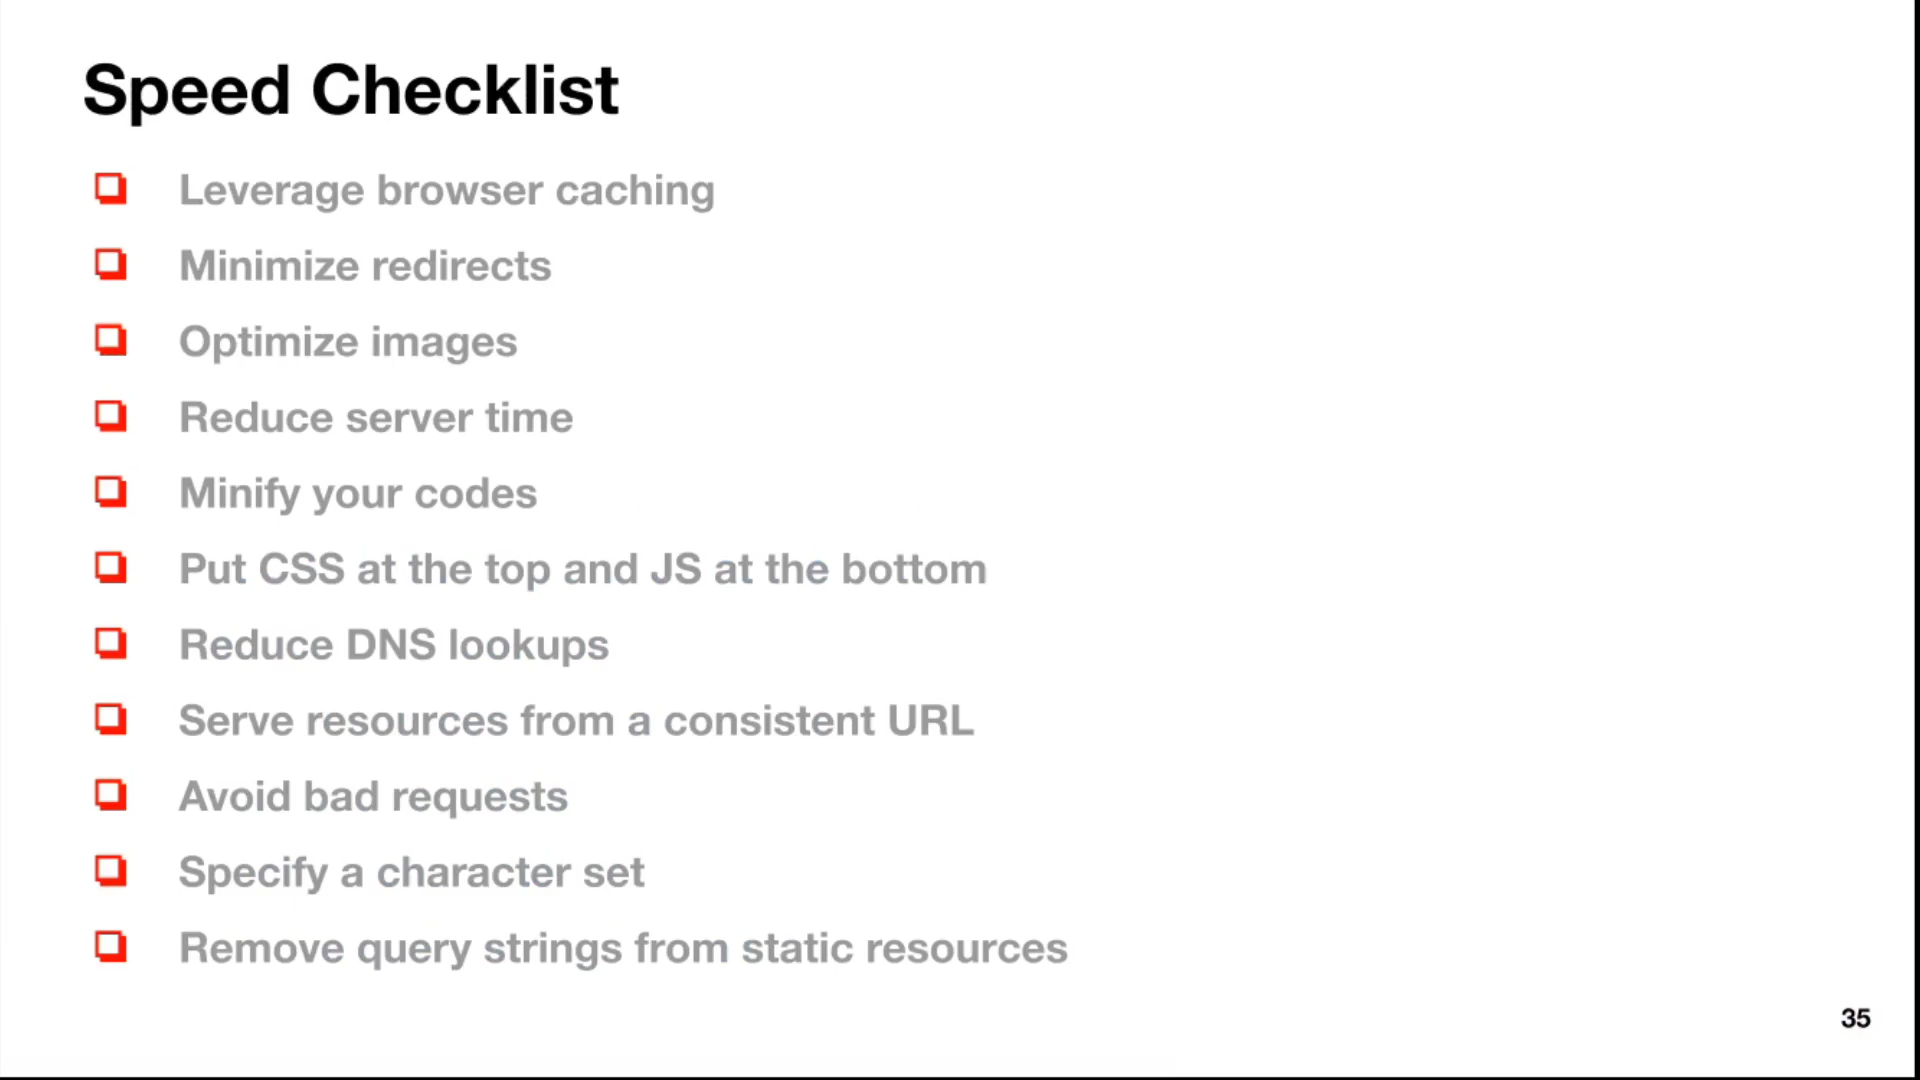 Speed Checklist
Leverage browser caching
Minimize redirects
Optimize images
Reduce server time
Minify your codes
Put CSS at the top and JS at the bottom
Reduce DNS lookups
Serve resources from a consistent URL
Avoid bad requests
Specify a character set
Remove query strings from static resources
35